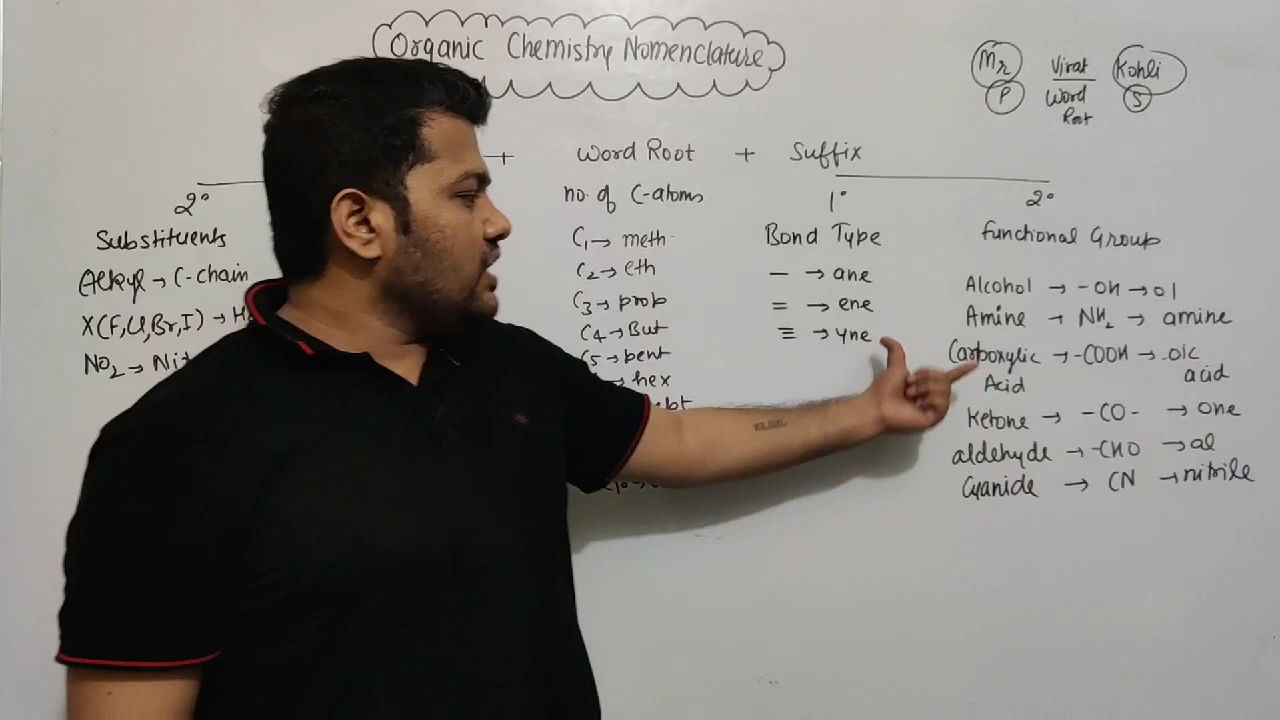 Organic Chemistry Nomenclature
Mr Virat Kohli
P Word Root S
+ Word Root + Suffix
2° 1° 2°
Substituents
Alkyl → C-chain
X(F,Cl,Br,I) →
NO2 →
no. of C-atoms
C1 → meth
C2 → eth
C3 → prop
C4 → But
C5 → pent
→ hex
Bond Type
— → ane
= → ene
≡ → yne
Functional Group
Alcohol → -OH → ol
Amine → NH2 → amine
Carboxylic Acid → -COOH → oic acid
Ketone → -CO- → one
aldehyde → -CHO → al
Cyanide → CN → nitrile